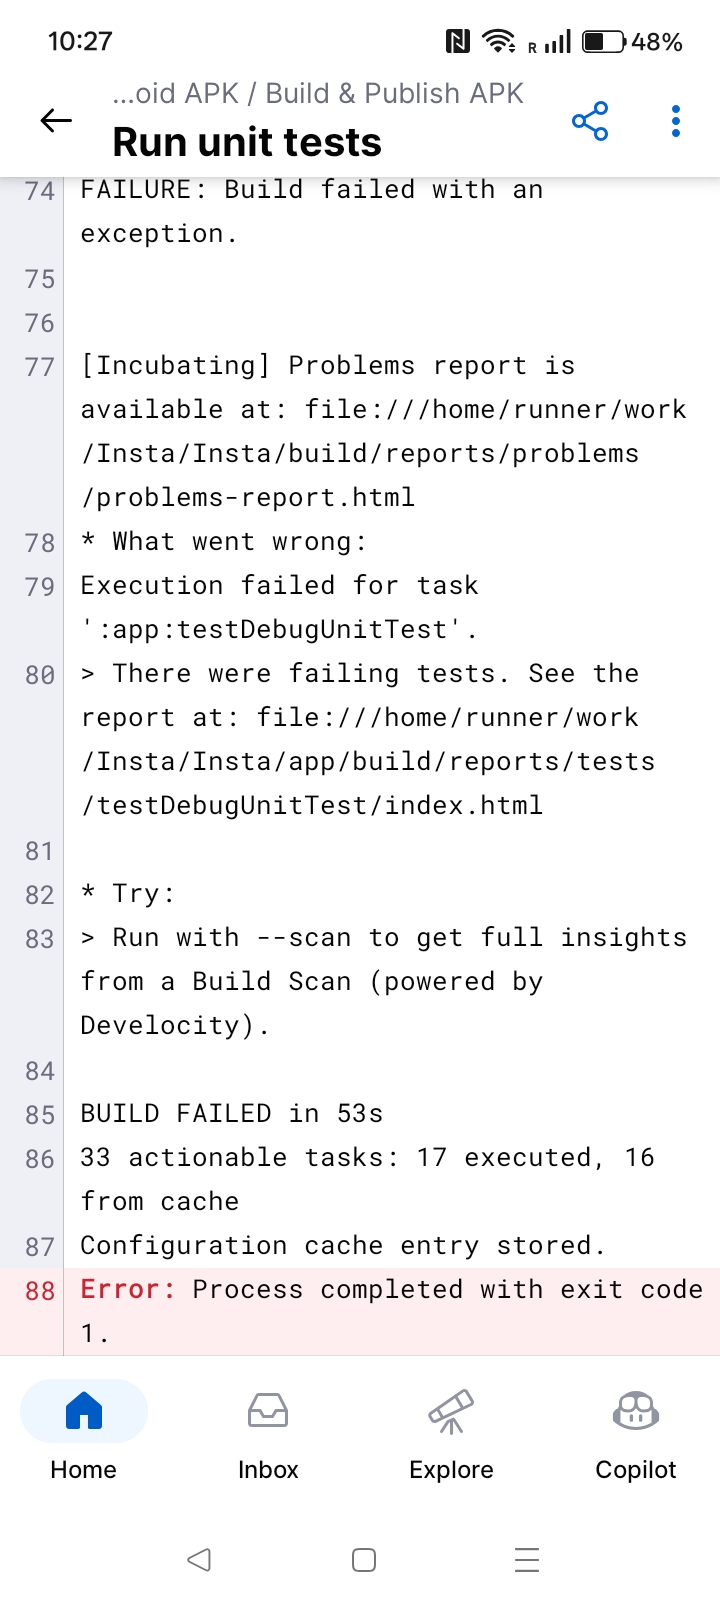 10:27
R
48%
...oid APK / Build & Publish APK
Run unit tests
74 FAILURE: Build failed with an
exception.
75
76
77 [Incubating] Problems report is
available at: file:///home/runner/work
/Insta/Insta/build/reports/problems
/problems-report.html
78 * What went wrong:
79 Execution failed for task
':app:testDebugUnitTest'.
80 > There were failing tests. See the
report at: file:///home/runner/work
/Insta/Insta/app/build/reports/tests
/testDebugUnitTest/index.html
81
82 * Try:
83 > Run with --scan to get full insights
from a Build Scan (powered by
Develocity).
84
85 BUILD FAILED in 53s
86 33 actionable tasks: 17 executed, 16
from cache
87 Configuration cache entry stored.
88 Error: Process completed with exit code
1.
Home
Inbox
Explore
Copilot